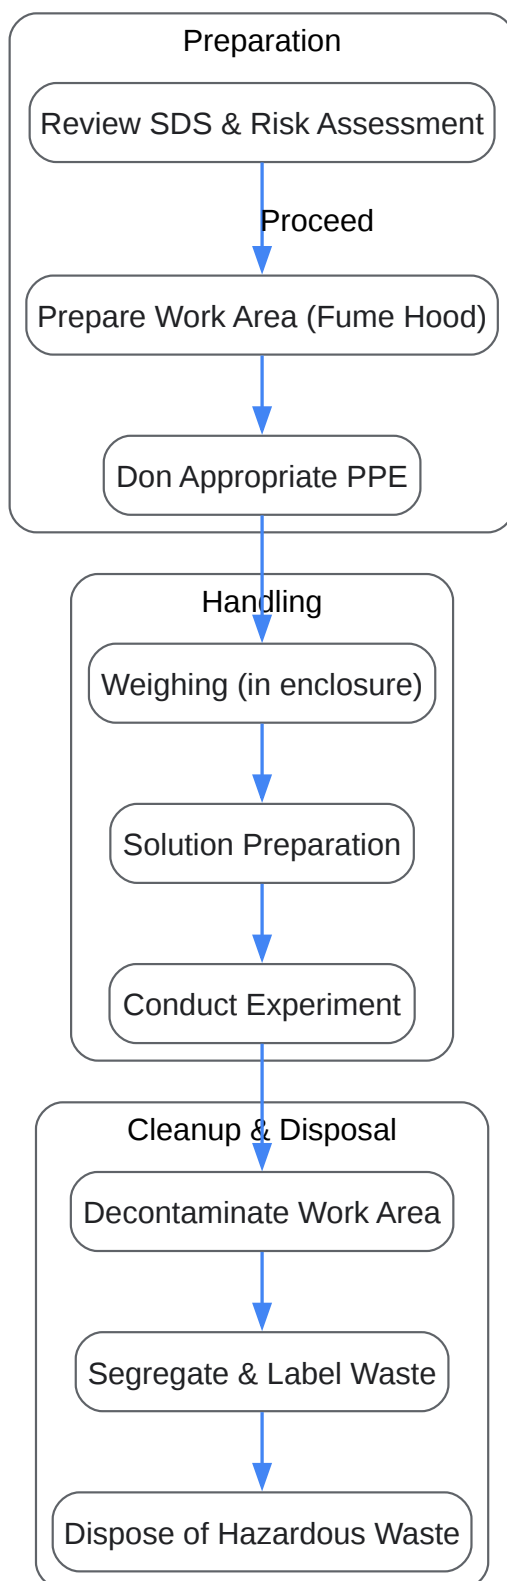 Preparation
Review SDS & Risk Assessment
Proceed
Prepare Work Area (Fume Hood)
Don Appropriate PPE
Handling
Weighing (in enclosure)
Solution Preparation
Conduct Experiment
Cleanup & Disposal
Decontaminate Work Area
Segregate & Label Waste
Dispose of Hazardous Waste